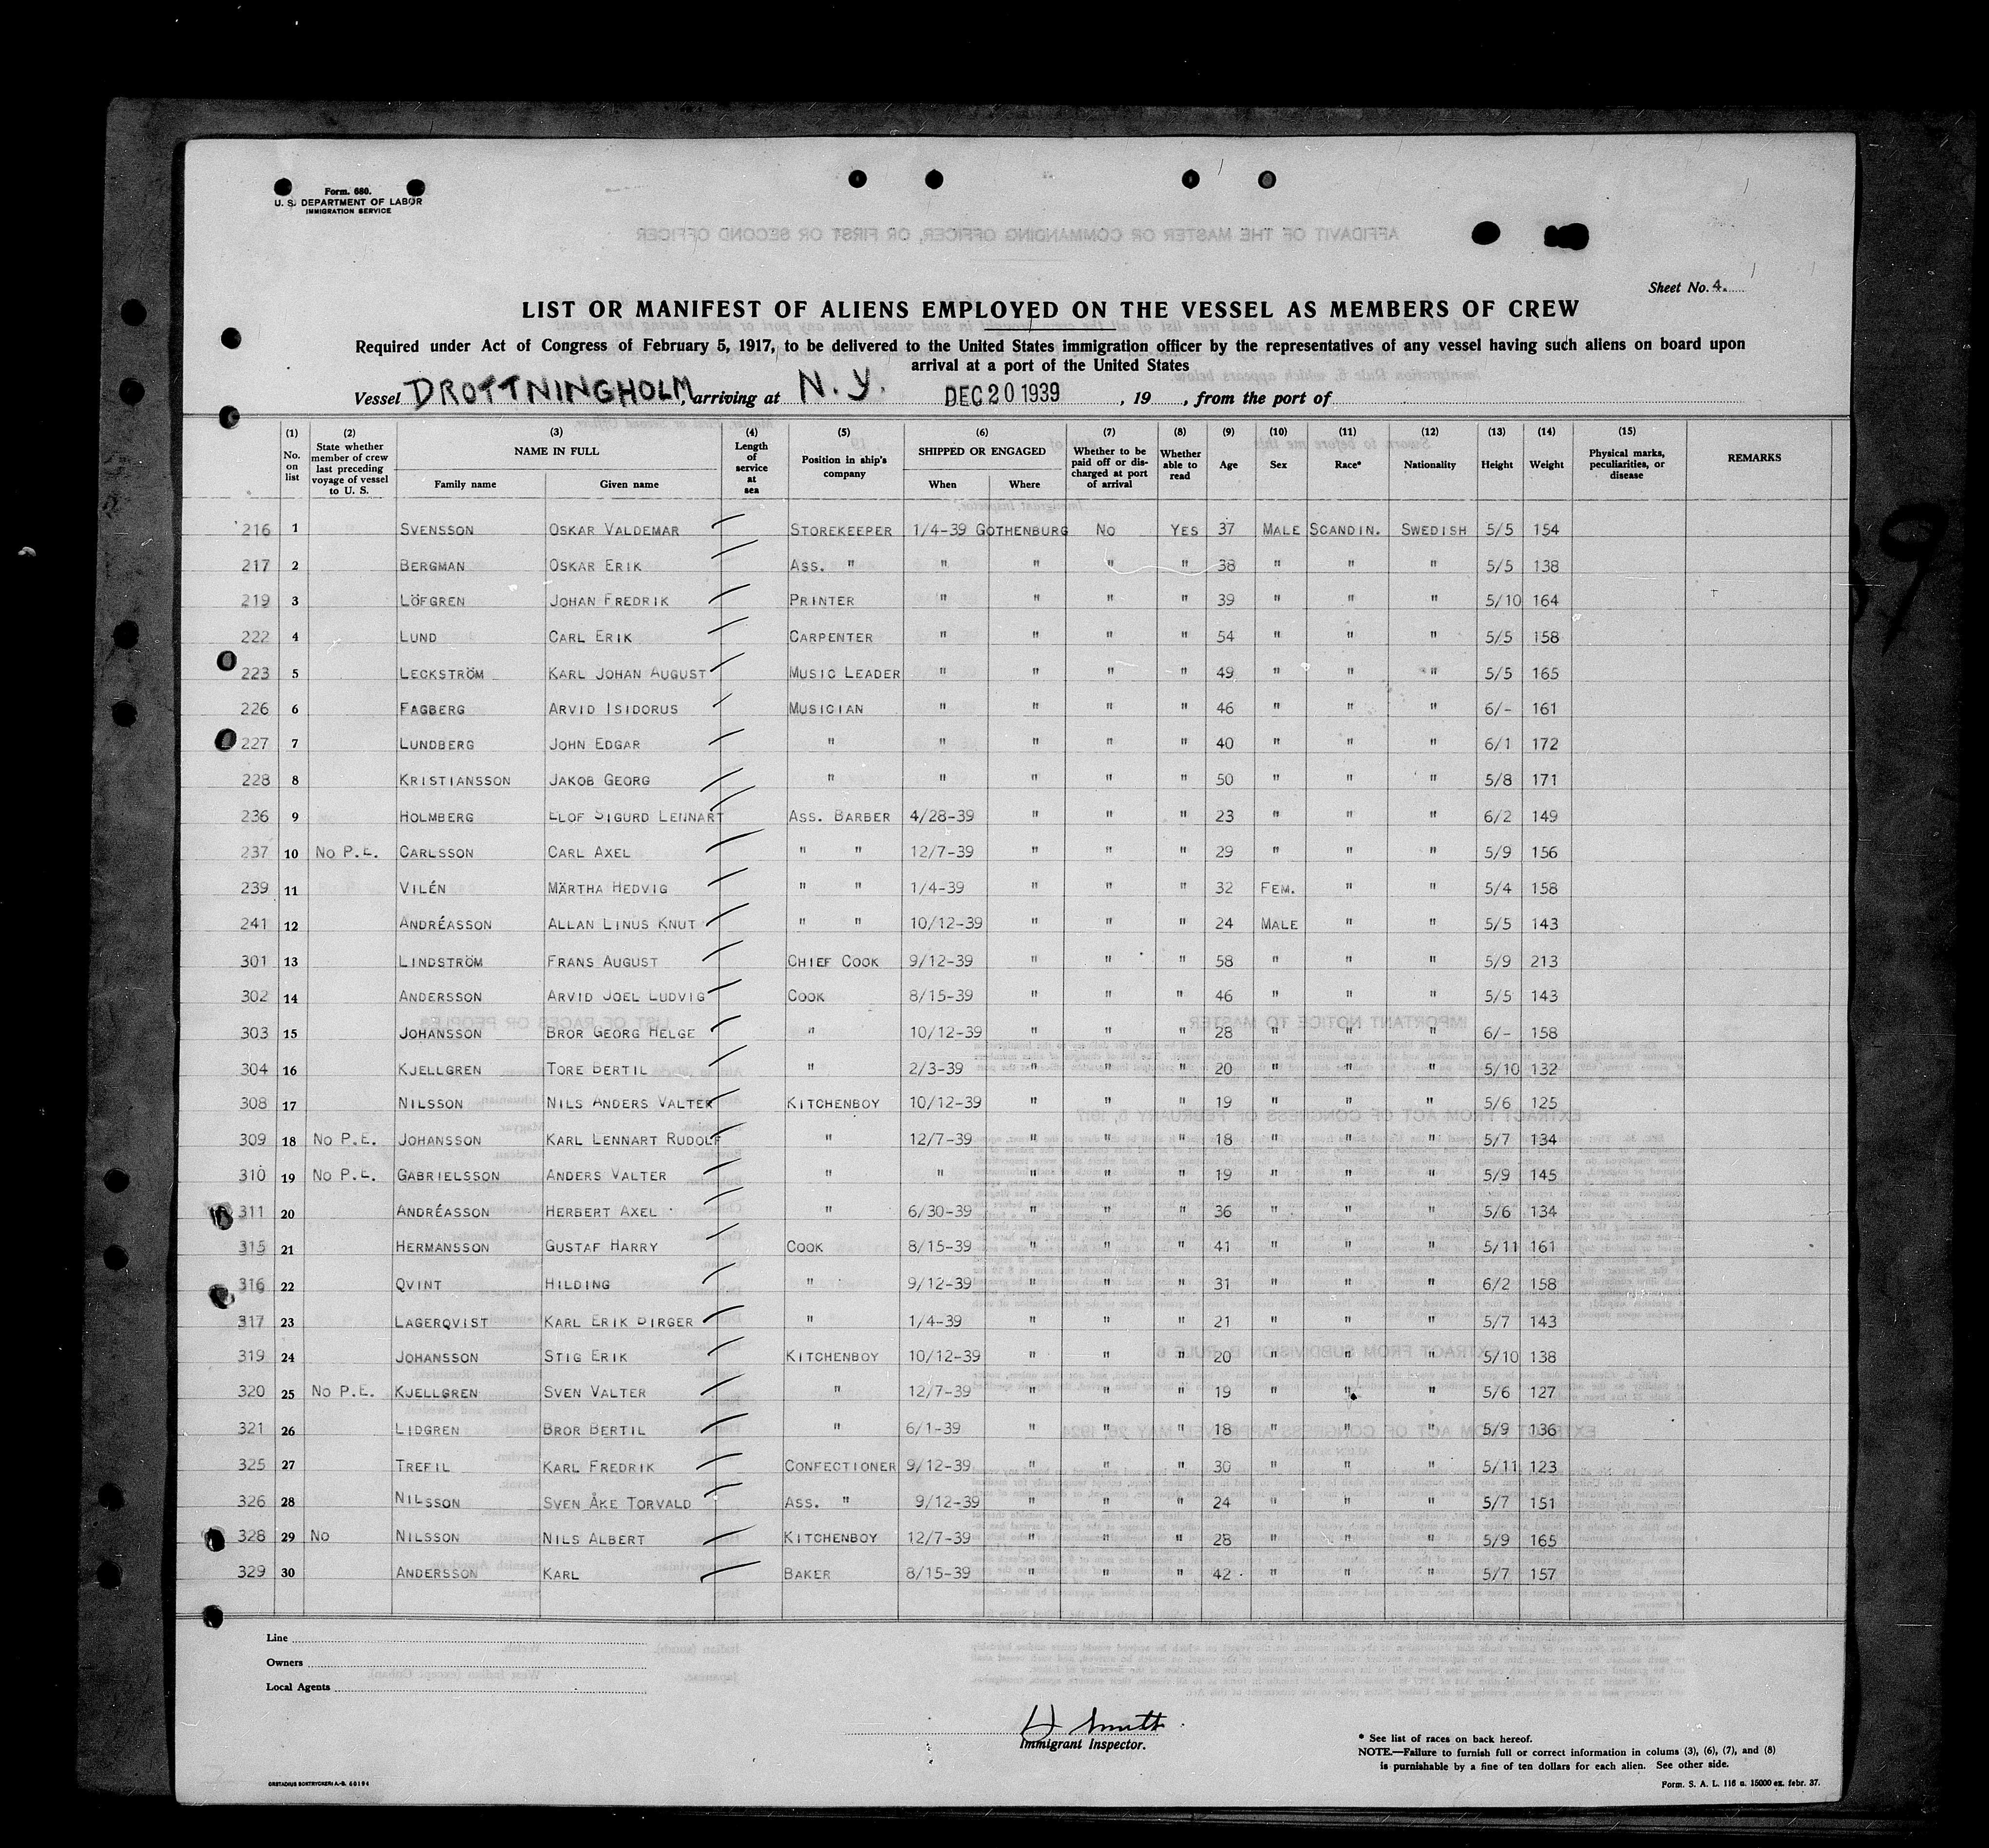 Form. 680.
U. S. DEPARTMENT OF LABOR
IMMIGRATION SERVICE
Sheet No. 4.
LIST OR MANIFEST OF ALIENS EMPLOYED ON THE VESSEL AS MEMBERS OF CREW
Required under Act of Congress of February 5, 1917, to be delivered to the United States immigration officer by the representatives of any vessel having such aliens on board upon
arrival at a port of the United States
Vessel DROTTNINGHOLM, arriving at N.Y. DEC 20 1939, 19 , from the port of
(1) No. on list (2) State whether member of crew last preceding voyage of vessel to U. S. (3) NAME IN FULL Family name Given name (4) Length of service at sea (5) Position in ship's company (6) SHIPPED OR ENGAGED When Where (7) Whether to be paid off or discharged at port of arrival (8) Whether able to read (9) Age (10) Sex (11) Race* (12) Nationality (13) Height (14) Weight (15) Physical marks, peculiarities, or disease REMARKS
216 1 SVENSSON OSKAR VALDEMAR STOREKEEPER 1/4-39 GOTHENBURG NO YES 37 MALE SCANDIN. SWEDISH 5/5 154
217 2 BERGMAN OSKAR ERIK ASS. " " " " " 38 " " " 5/5 138
219 3 LÖFGREN JOHAN FREDRIK PRINTER " " " " 39 " " " 5/10 164
222 4 LUND CARL ERIK CARPENTER " " " " 54 " " " 5/5 158
223 5 LECKSTRÖM KARL JOHAN AUGUST MUSIC LEADER " " " " 49 " " " 5/5 165
226 6 FAGBERG ARVID ISIDORUS MUSICIAN " " " " 46 " " " 6/- 161
227 7 LUNDBERG JOHN EDGAR " " " " " 40 " " " 6/1 172
228 8 KRISTIANSSON JAKOB GEORG " " " " " 50 " " " 5/8 171
236 9 HOLMBERG ELOF SIGURD LENNART ASS. BARBER 4/28-39 " " " 23 " " " 6/2 149
237 10 NO P.E. CARLSSON CARL AXEL " " 12/7-39 " " " 29 " " " 5/9 156
239 11 VILÉN MÄRTHA HEDVIG " " 1/4-39 " " " 32 FEM. " " 5/4 158
241 12 ANDRÉASSON ALLAN LINUS KNUT " " 10/12-39 " " " 24 MALE " " 5/5 143
301 13 LINDSTRÖM FRANS AUGUST CHIEF COOK 9/12-39 " " " 58 " " " 5/9 213
302 14 ANDERSSON ARVID JOEL LUDVIG COOK 8/15-39 " " " 46 " " " 5/5 143
303 15 JOHANSSON BROR GEORG HELGE " 10/12-39 " " " 28 " " " 6/- 158
304 16 KJELLGREN TORE BERTIL " 2/3-39 " " " 20 " " " 5/10 132
308 17 NILSSON NILS ANDERS VALTER KITCHENBOY 10/12-39 " " " 19 " " " 5/6 125
309 18 NO P.E. JOHANSSON KARL LENNART RUDOLF " 12/7-39 " " " 18 " " " 5/7 134
310 19 NO P.E. GABRIELSSON ANDERS VALTER " " " " " 19 " " " 5/9 145
311 20 ANDRÉASSON HERBERT AXEL " 6/30-39 " " " 36 " " " 5/6 134
315 21 HERMANSSON GUSTAF HARRY COOK 8/15-39 " " " 41 " " " 5/11 161
316 22 QVINT HILDING " 9/12-39 " " " 31 " " " 6/2 158
317 23 LAGERQVIST KARL ERIK BIRGER " 1/4-39 " " " 21 " " " 5/7 143
319 24 JOHANSSON STIG ERIK KITCHENBOY 10/12-39 " " " 20 " " " 5/10 138
320 25 NO P.E. KJELLGREN SVEN VALTER " 12/7-39 " " " 19 " " " 5/6 127
321 26 LIDGREN BROR BERTIL " 6/1-39 " " " 18 " " " 5/9 136
325 27 TREFIL KARL FREDRIK CONFECTIONER 9/12-39 " " " 30 " " " 5/11 123
326 28 NILSSON SVEN ÅKE TORVALD ASS. " 9/12-39 " " " 24 " " " 5/7 151
328 29 NO NILSSON NILS ALBERT KITCHENBOY 12/7-39 " " " 28 " " " 5/9 165
329 30 ANDERSSON KARL BAKER 8/15-39 " " " 42 " " " 5/7 157
Line
Owners
Local Agents
H Smith
Immigrant Inspector.
* See list of races on back hereof.
NOTE.—Failure to furnish full or correct information in colums (3), (6), (7), and (8)
is punishable by a fine of ten dollars for each alien. See other side.
Form. S. A. L. 116 a. 15000 ex. febr. 37.